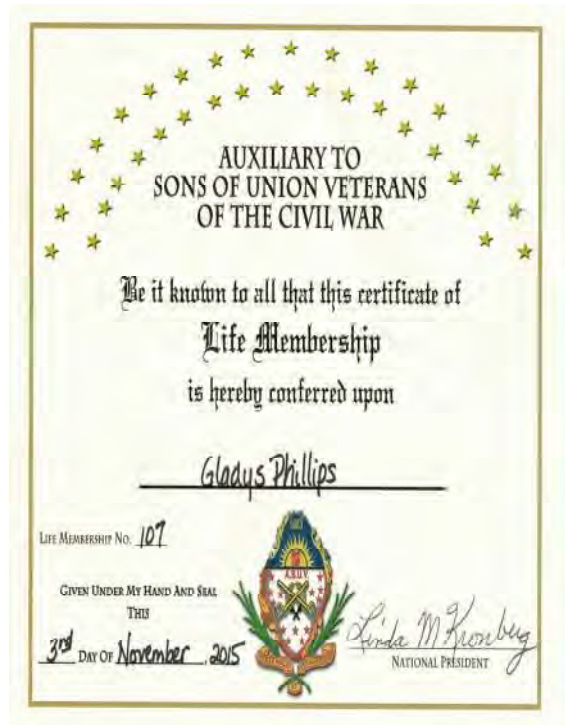 AUXILIARY TO
SONS OF UNION VETERANS
OF THE CIVIL WAR
Be it known to all that this certificate of
Life Membership
is hereby conferred upon
Gladys Phillips
LIFE MEMBERSHIP NO. 107
GIVEN UNDER MY HAND AND SEAL
THIS
3rd DAY OF November, 2015
1883
A.S.U.V.
Linda M Kronberg
NATIONAL PRESIDENT